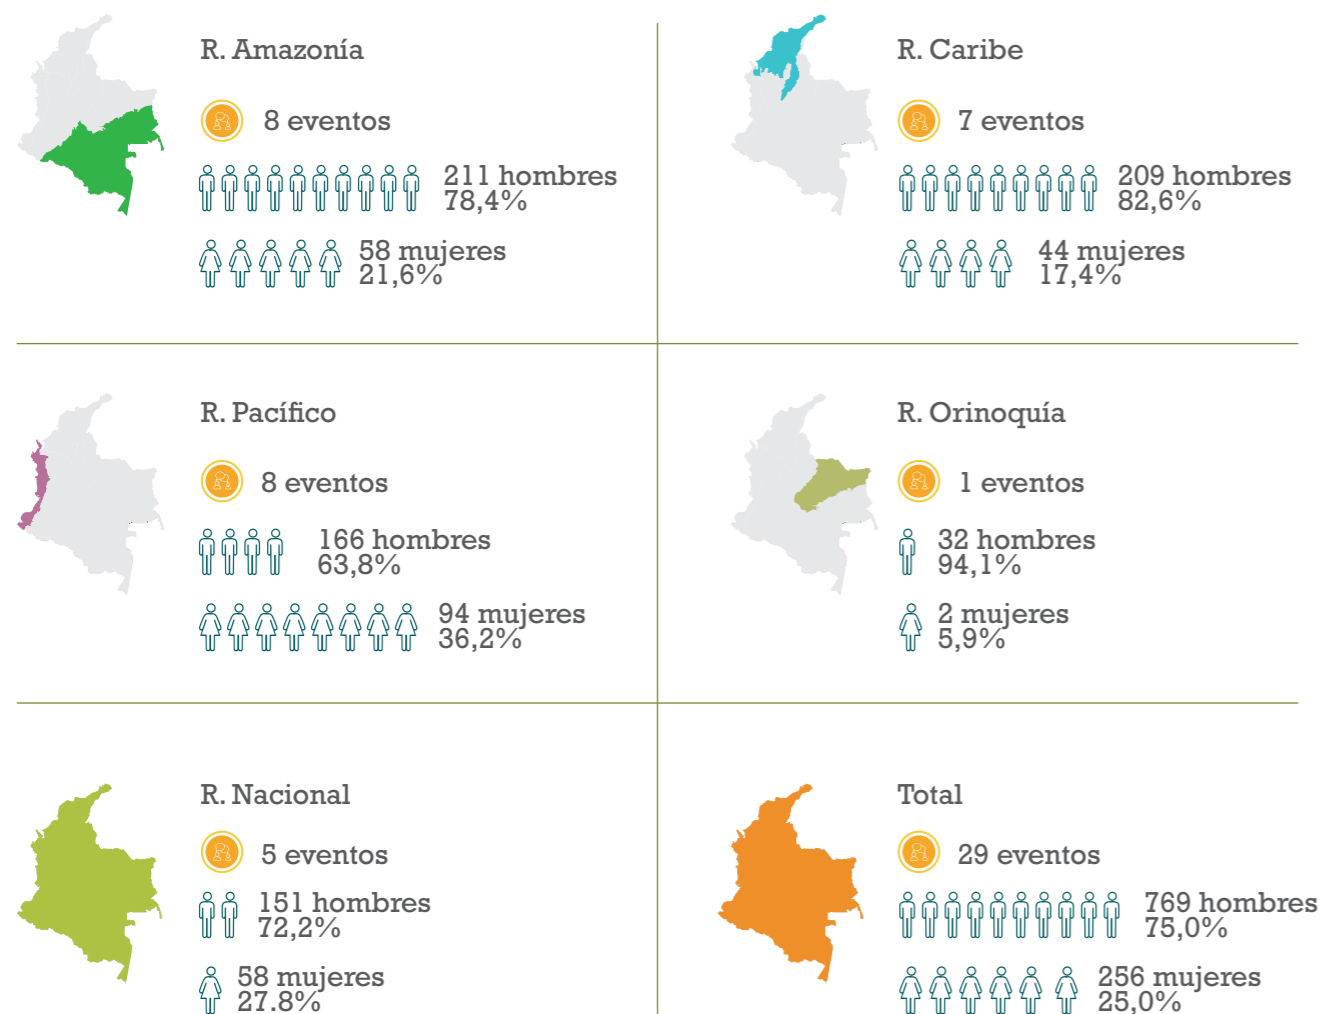 R. Amazonía
8 eventos
211 hombres
78,4%
58 mujeres
21,6%
R. Caribe
7 eventos
209 hombres
82,6%
44 mujeres
17,4%
R. Pacífico
8 eventos
166 hombres
63,8%
94 mujeres
36,2%
R. Orinoquía
1 eventos
32 hombres
94,1%
2 mujeres
5,9%
R. Nacional
5 eventos
151 hombres
72,2%
58 mujeres
27.8%
Total
29 eventos
769 hombres
75,0%
256 mujeres
25,0%